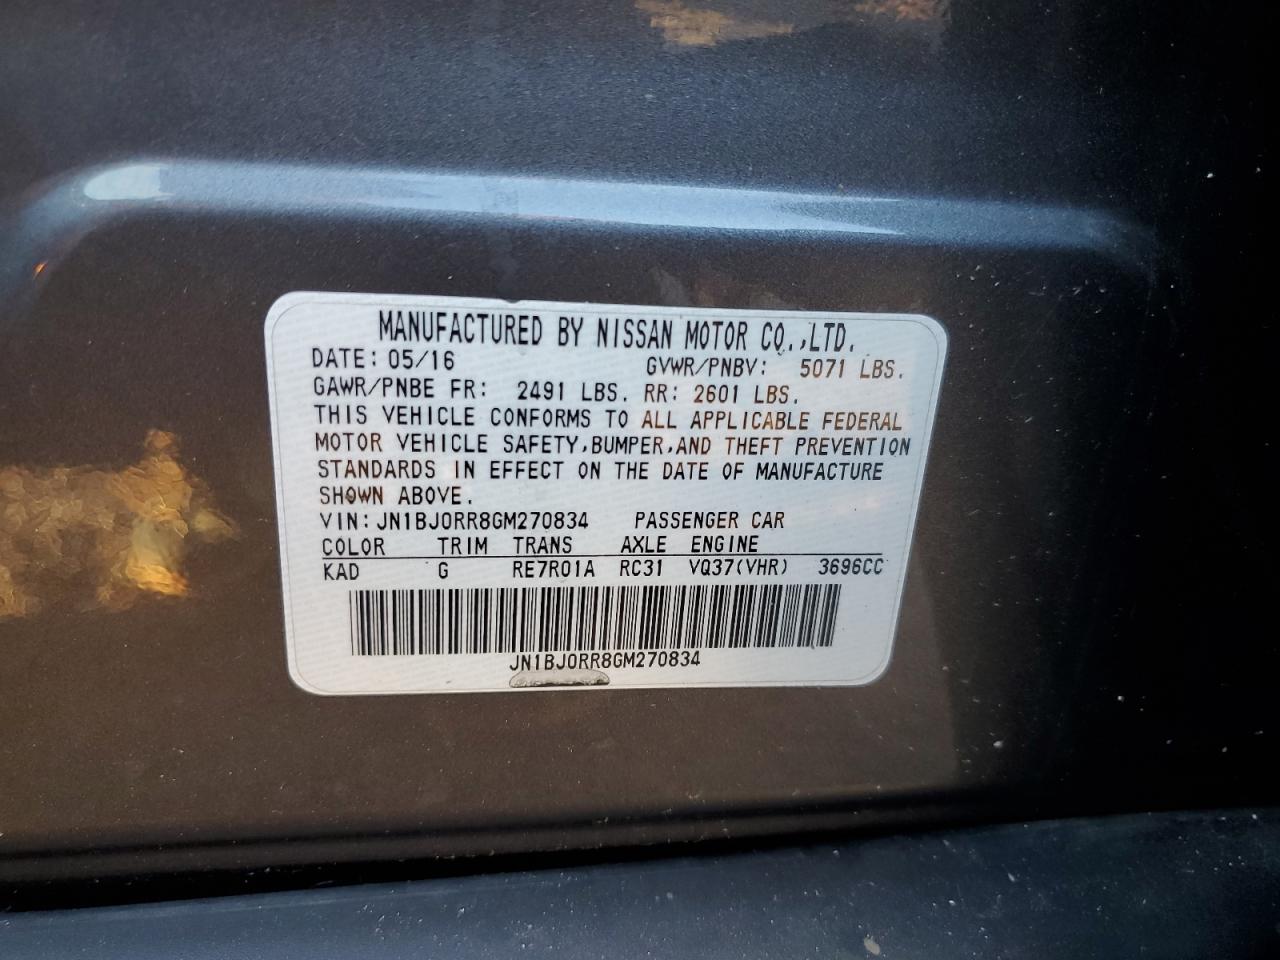 MANUFACTURED BY NISSAN MOTOR CO.,LTD.
DATE: 05/16 GVWR/PNBV: 5071 LBS.
GAWR/PNBE FR: 2491 LBS. RR: 2601 LBS.
THIS VEHICLE CONFORMS TO ALL APPLICABLE FEDERAL
MOTOR VEHICLE SAFETY,BUMPER,AND THEFT PREVENTION
STANDARDS IN EFFECT ON THE DATE OF MANUFACTURE
SHOWN ABOVE.
VIN: JN1BJ0RR8GM270834 PASSENGER CAR
COLOR TRIM TRANS AXLE ENGINE
KAD G RE7R01A RC31 VQ37(VHR) 3696CC
JN1BJ0RR8GM270834